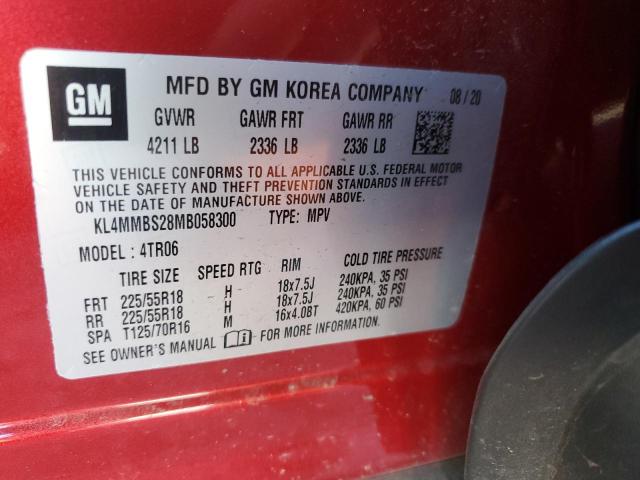 GM
MFD BY GM KOREA COMPANY 08/20
GVWR GAWR FRT GAWR RR
4211 LB 2336 LB 2336 LB
THIS VEHICLE CONFORMS TO ALL APPLICABLE U.S. FEDERAL MOTOR
VEHICLE SAFETY AND THEFT PREVENTION STANDARDS IN EFFECT
ON THE DATE OF MANUFACTURE SHOWN ABOVE.
KL4MMBS28MB058300 TYPE: MPV
MODEL: 4TR06
TIRE SIZE SPEED RTG RIM COLD TIRE PRESSURE
FRT 225/55R18 H 18x7.5J 240KPA, 35 PSI
RR 225/55R18 H 18x7.5J 240KPA, 35 PSI
SPA T125/70R16 M 16x4.0BT 420KPA, 60 PSI
SEE OWNER'S MANUAL i FOR MORE INFORMATION.